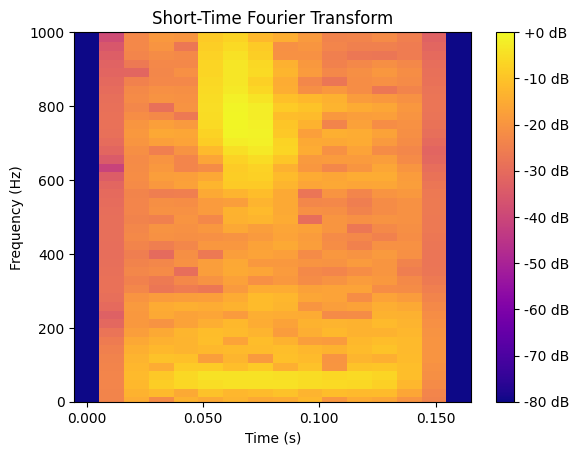 Short-Time Fourier Transform
1000
800
600
400
200
0
Frequency (Hz)
0.000
0.050
0.100
0.150
Time (s)
+0 dB
-10 dB
-20 dB
-30 dB
-40 dB
-50 dB
-60 dB
-70 dB
-80 dB